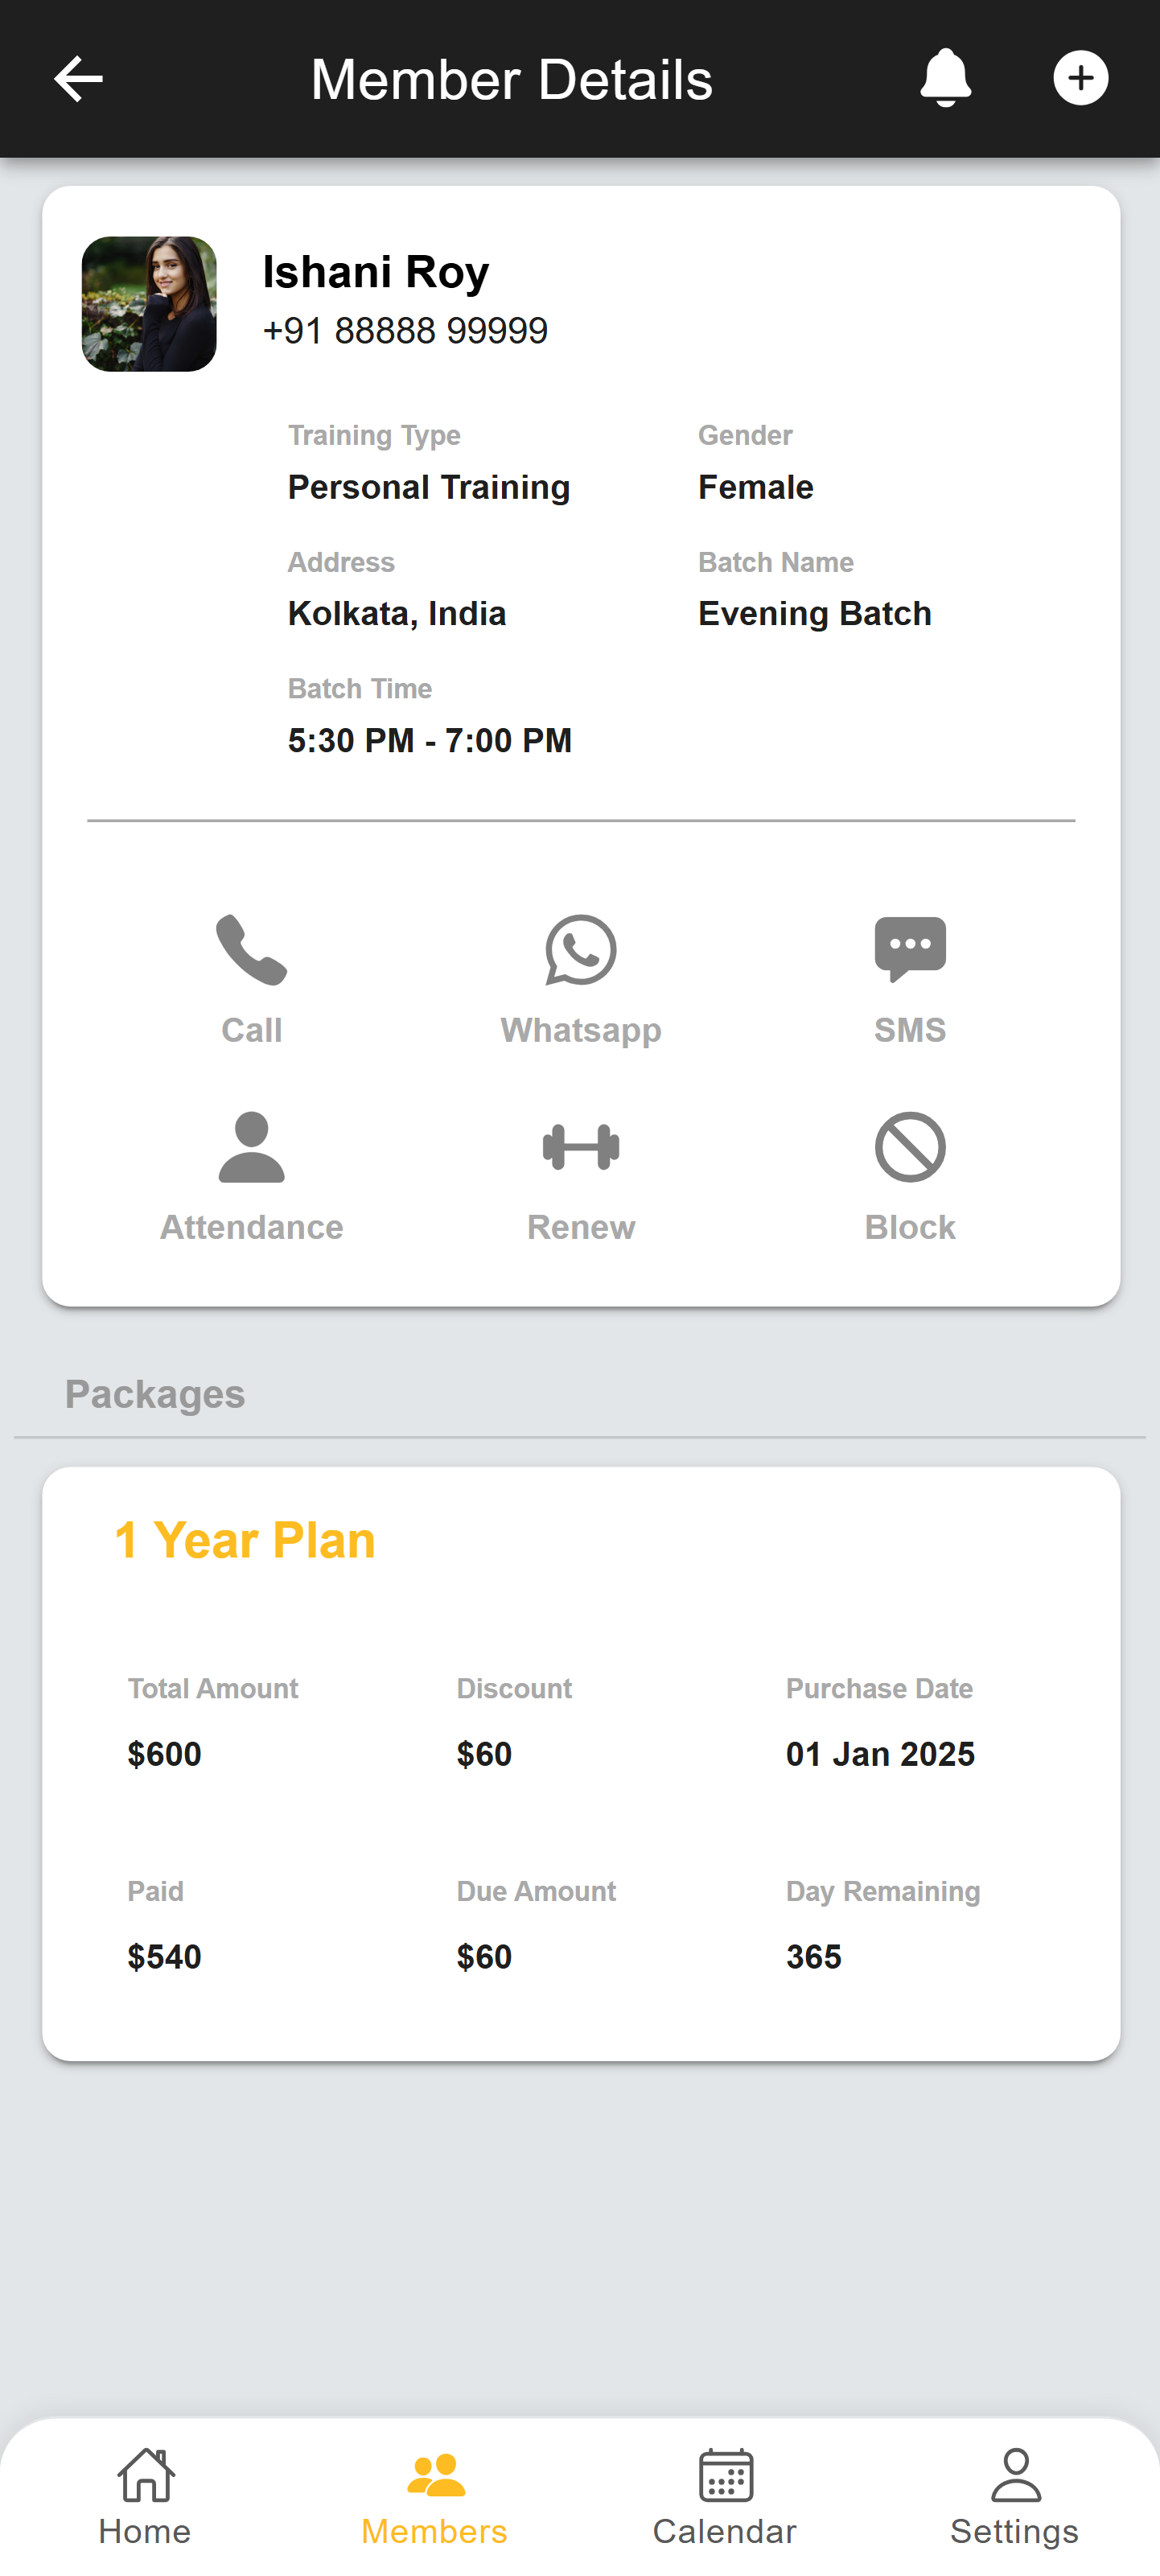 Member Details
Ishani Roy
+91 88888 99999
Training Type
Gender
Personal Training
Female
Address
Batch Name
Kolkata, India
Evening Batch
Batch Time
5:30 PM - 7:00 PM
Call
Whatsapp
SMS
Attendance
Renew
Block
Packages
1 Year Plan
Total Amount
Discount
Purchase Date
$600
$60
01 Jan 2025
Paid
Due Amount
Day Remaining
$540
$60
365
Home
Members
Calendar
Settings